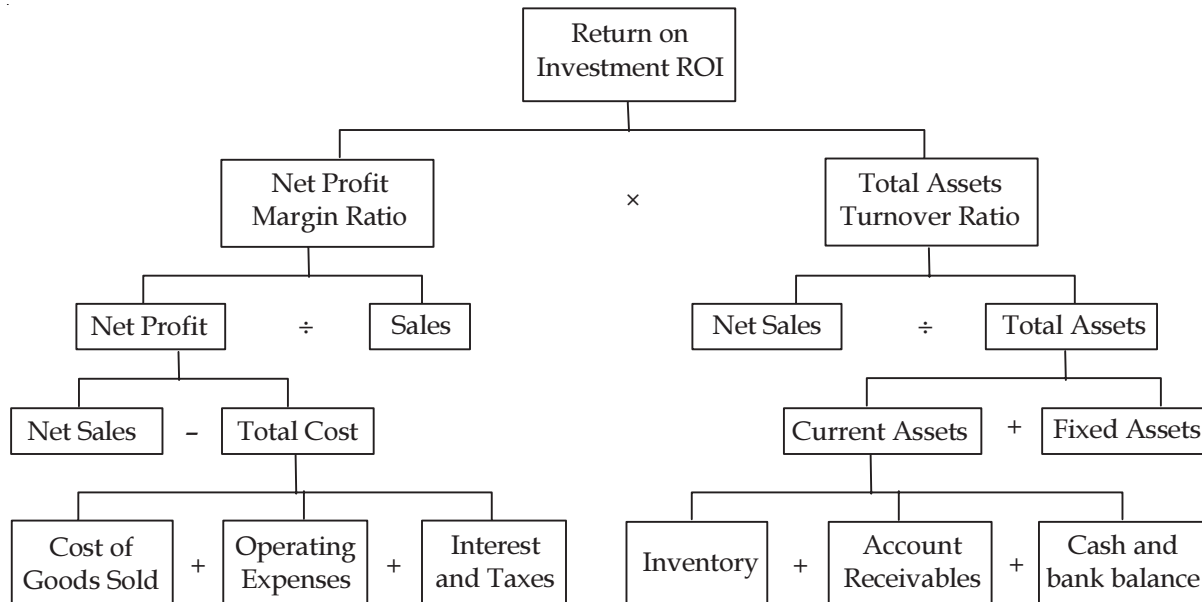 Return on
Investment ROI
Net Profit
Margin Ratio
×
Total Assets
Turnover Ratio
Net Profit
÷
Sales
Net Sales
÷
Total Assets
Net Sales
–
Total Cost
Current Assets
+
Fixed Assets
Cost of
Goods Sold
+
Operating
Expenses
+
Interest
and Taxes
Inventory
+
Account
Receivables
+
Cash and
bank balance